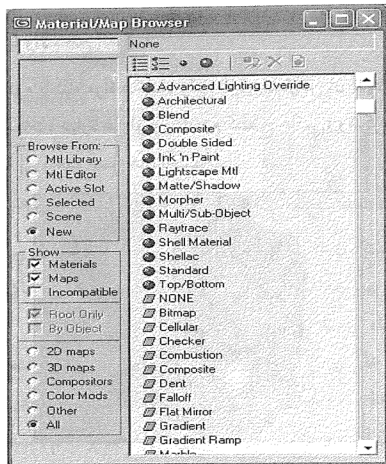 Material/Map Browser
None
Browse From:
Mtl Library
Mtl Editor
Active Slot
Selected
Scene
New
Show
Materials
Maps
Incompatible
Root Only
By Object
2D maps
3D maps
Compositors
Color Mods
Other
All
Advanced Lighting Override
Architectural
Blend
Composite
Double Sided
Ink 'n Paint
Lightscape Mtl
Matte/Shadow
Morpher
Multi/Sub-Object
Raytrace
Shell Material
Shellac
Standard
Top/Bottom
NONE
Bitmap
Cellular
Checker
Combustion
Composite
Dent
Falloff
Flat Mirror
Gradient
Gradient Ramp
Marble